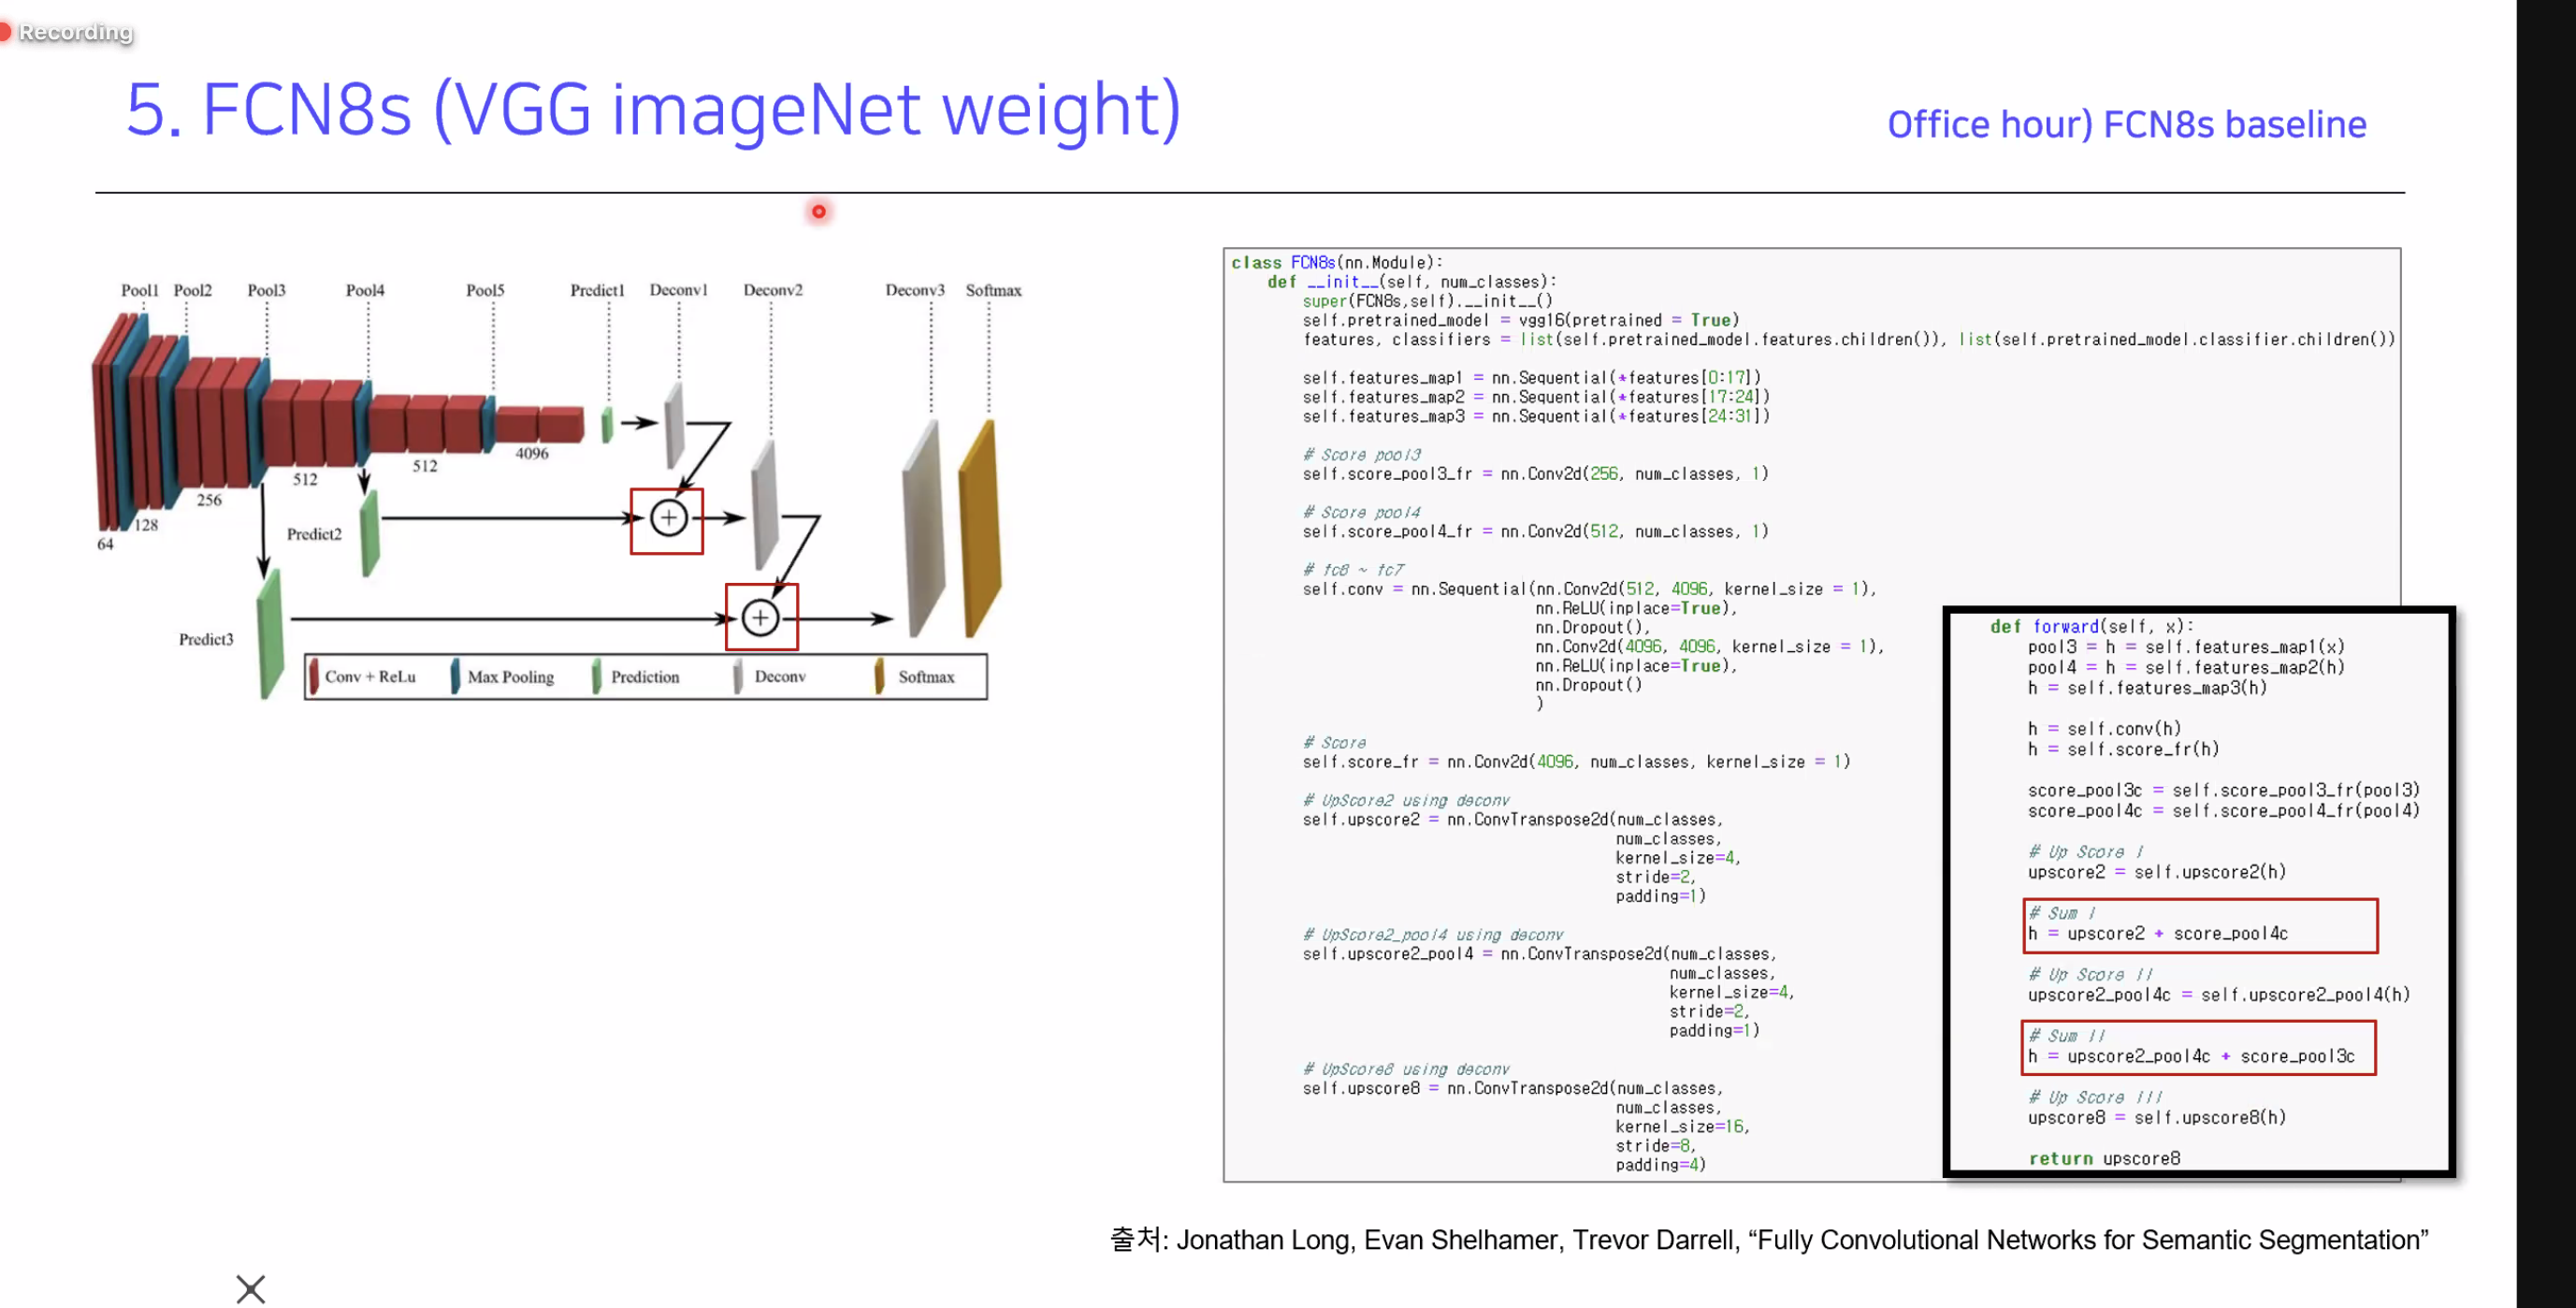 Recording
5. FCN8s (VGG imageNet weight)
Office hour) FCN8s baseline
Pool1 Pool2 Pool3 Pool4 Pool5 Predict1 Deconv1 Deconv2 Deconv3 Softmax
64
128
256
512
512
4096
Predict2
Predict3
Conv + ReLu Max Pooling Prediction Deconv Softmax
class FCN8s(nn.Module):
def __init__(self, num_classes):
super(FCN8s,self).__init__()
self.pretrained_model = vgg16(pretrained = True)
features, classifiers = list(self.pretrained_model.features.children()), list(self.pretrained_model.classifier.children())
self.features_map1 = nn.Sequential(*features[0:17])
self.features_map2 = nn.Sequential(*features[17:24])
self.features_map3 = nn.Sequential(*features[24:31])
# Score pool3
self.score_pool3_fr = nn.Conv2d(256, num_classes, 1)
# Score pool4
self.score_pool4_fr = nn.Conv2d(512, num_classes, 1)
# fc6 ~ fc7
self.conv = nn.Sequential(nn.Conv2d(512, 4096, kernel_size = 1),
nn.ReLU(inplace=True),
nn.Dropout(),
nn.Conv2d(4096, 4096, kernel_size = 1),
nn.ReLU(inplace=True),
nn.Dropout()
)
# Score
self.score_fr = nn.Conv2d(4096, num_classes, kernel_size = 1)
# UpScore2 using deconv
self.upscore2 = nn.ConvTranspose2d(num_classes,
num_classes,
kernel_size=4,
stride=2,
padding=1)
# UpScore2_pool4 using deconv
self.upscore2_pool4 = nn.ConvTranspose2d(num_classes,
num_classes,
kernel_size=4,
stride=2,
padding=1)
# UpScore8 using deconv
self.upscore8 = nn.ConvTranspose2d(num_classes,
num_classes,
kernel_size=16,
stride=8,
padding=4)
def forward(self, x):
pool3 = h = self.features_map1(x)
pool4 = h = self.features_map2(h)
h = self.features_map3(h)
h = self.conv(h)
h = self.score_fr(h)
score_pool3c = self.score_pool3_fr(pool3)
score_pool4c = self.score_pool4_fr(pool4)
# Up Score I
upscore2 = self.upscore2(h)
# Sum I
h = upscore2 + score_pool4c
# Up Score II
upscore2_pool4c = self.upscore2_pool4(h)
# Sum II
h = upscore2_pool4c + score_pool3c
# Up Score III
upscore8 = self.upscore8(h)
return upscore8
출처: Jonathan Long, Evan Shelhamer, Trevor Darrell, “Fully Convolutional Networks for Semantic Segmentation”